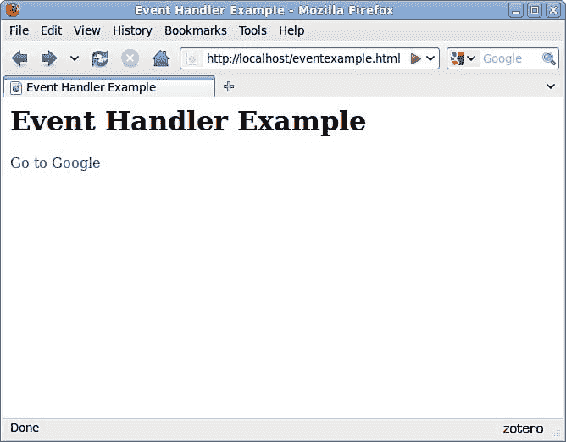 Event Handler Example - Mozilla Firefox
File Edit View History Bookmarks Tools Help
http://localhost/eventexample.html Google
Event Handler Example
Event Handler Example
Go to Google
Done zotero